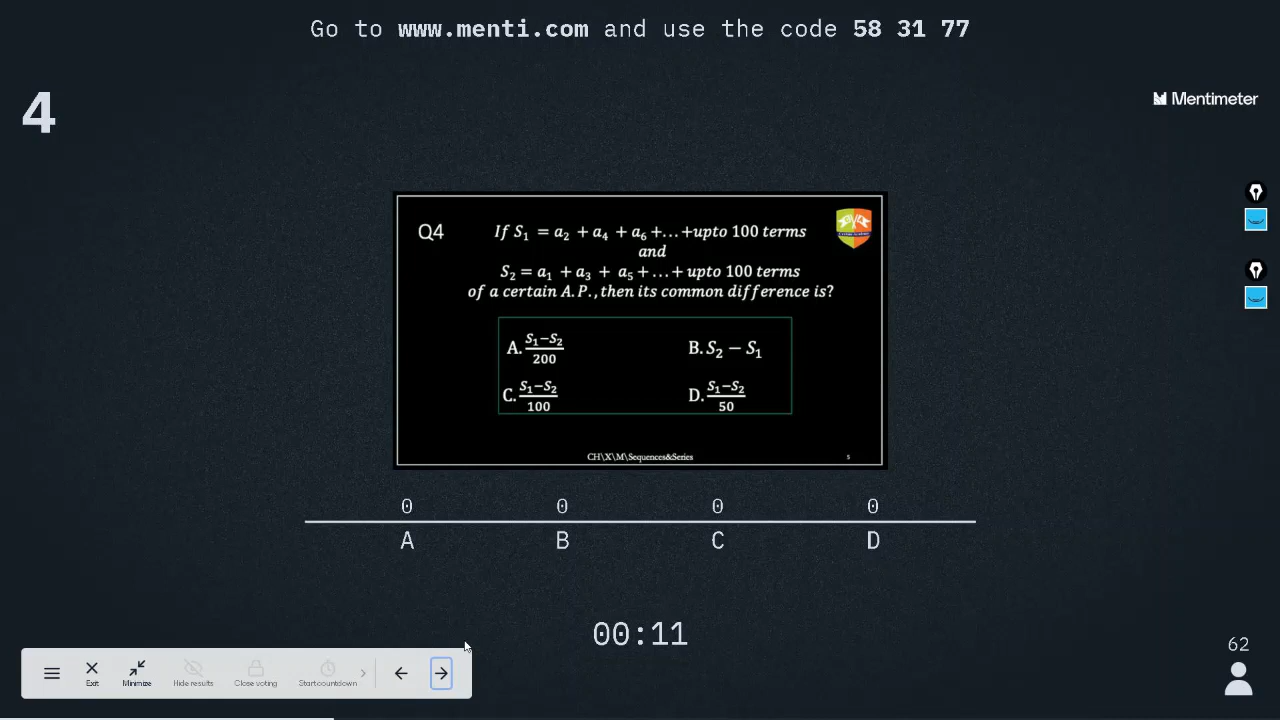 Go to www.menti.com and use the code 58 31 77
4
Mentimeter
Q4
If S₁ = a₂ + a₄ + a₆ +...+upto 100 terms
and
S₂ = a₁ + a₃ + a₅ +...+ upto 100 terms
of a certain A.P.,then its common difference is?
A. S₁−S₂/200
B. S₂ − S₁
C. S₁−S₂/100
D. S₁−S₂/50
CH\X\M\Sequences&Series
0 0 0 0
A B C D
00:11
62
Exit Minimize Hide results Close voting Start countdown